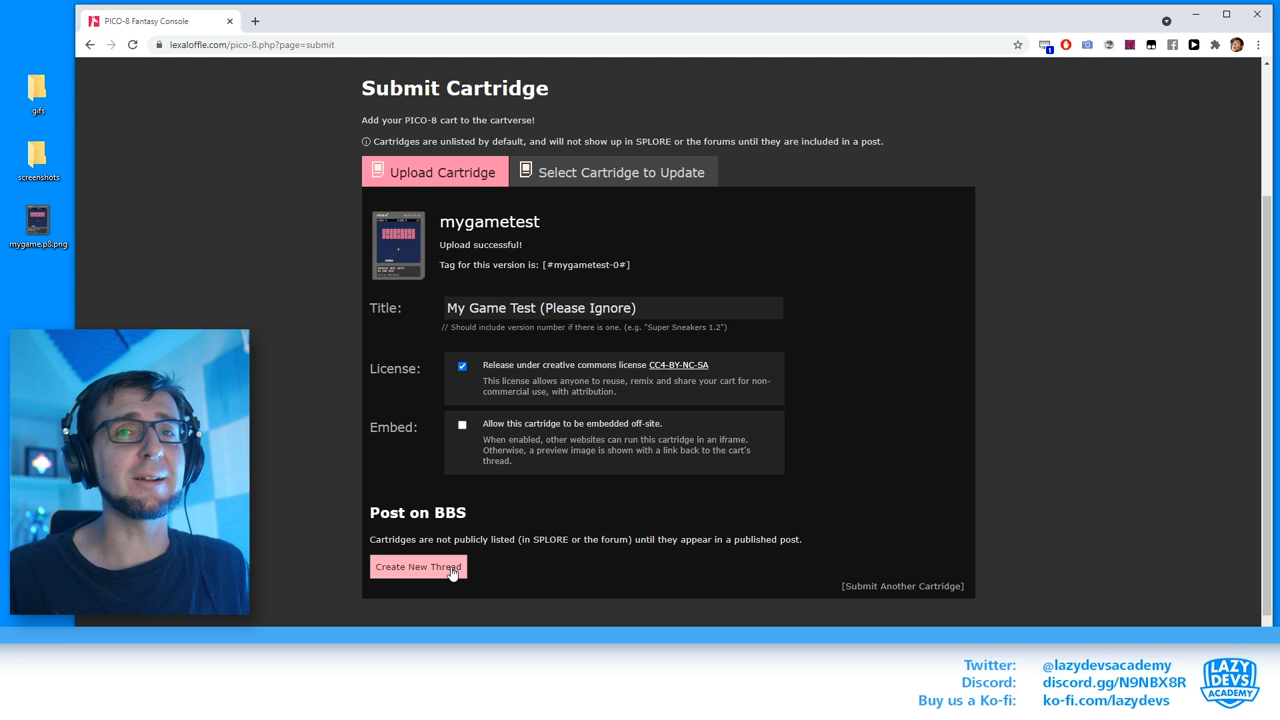 PICO-8 Fantasy Console
lexaloffle.com/pico-8.php?page=submit
1
gifs
screenshots
mygame.p8.png
Submit Cartridge
Add your PICO-8 cart to the cartverse!
Cartridges are unlisted by default, and will not show up in SPLORE or the forums until they are included in a post.
Upload Cartridge
Select Cartridge to Update
mygametest
Upload successful!
Tag for this version is: [#mygametest-0#]
Title:
My Game Test (Please Ignore)
// Should include version number if there is one. (e.g. "Super Sneakers 1.2")
License:
Release under creative commons license CC4-BY-NC-SA
This license allows anyone to reuse, remix and share your cart for non-
commercial use, with attribution.
Embed:
Allow this cartridge to be embedded off-site.
When enabled, other websites can run this cartridge in an iframe.
Otherwise, a preview image is shown with a link back to the cart's
thread.
Post on BBS
Cartridges are not publicly listed (in SPLORE or the forum) until they appear in a published post.
Create New Thread
[Submit Another Cartridge]
Twitter: @lazydevsacademy
Discord: discord.gg/N9NBX8R
Buy us a Ko-fi: ko-fi.com/lazydevs
LAZY
DEVS
ACADEMY